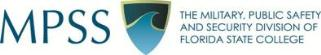 MPSS
THE MILITARY, PUBLIC SAFETY
AND SECURITY DIVISION OF
FLORIDA STATE COLLEGE